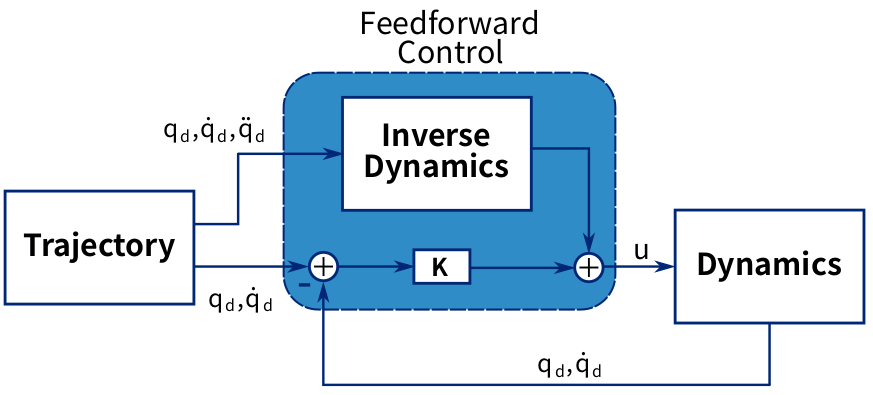 Feedforward
Control
q_d,q̇_d,q̈_d
Inverse
Dynamics
Trajectory
+
K
+
u
Dynamics
-
q_d,q̇_d
q_d,q̇_d